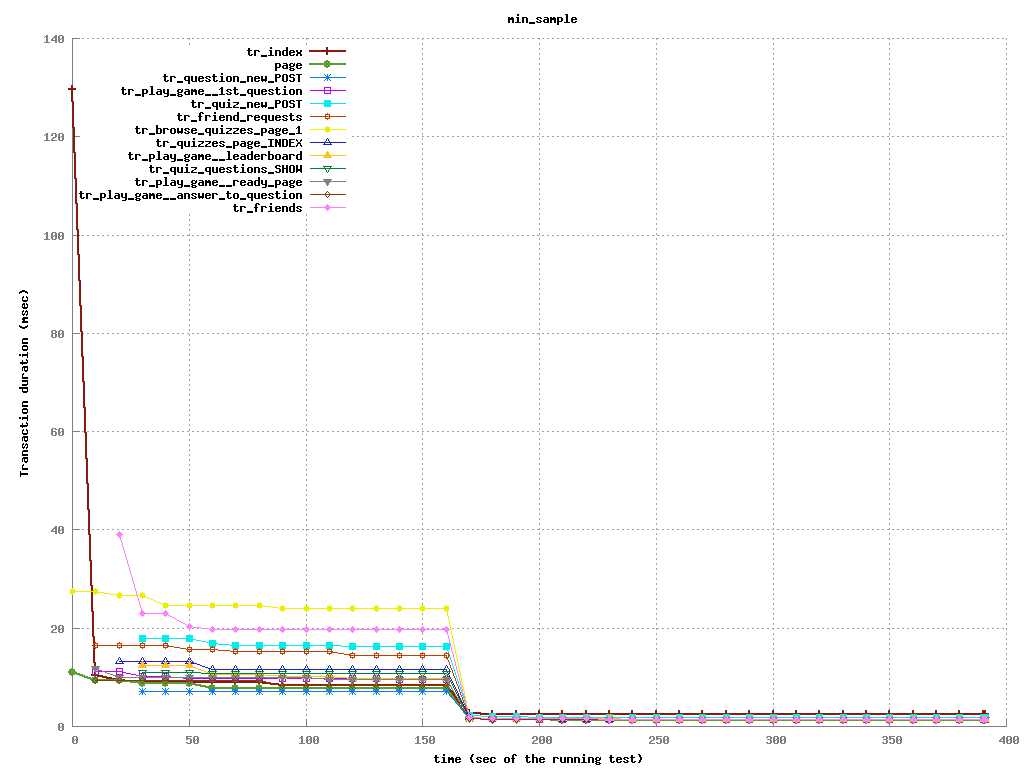 min_sample
140
120
100
80
60
40
20
0
Transaction duration (msec)
tr_index
page
tr_question_new_POST
tr_play_game__1st_question
tr_quiz_new_POST
tr_friend_requests
tr_browse_quizzes_page_1
tr_quizzes_page_INDEX
tr_play_game__leaderboard
tr_quiz_questions_SHOW
tr_play_game__ready_page
tr_play_game__answer_to_question
tr_friends
0 50 100 150 200 250 300 350 400
time (sec of the running test)